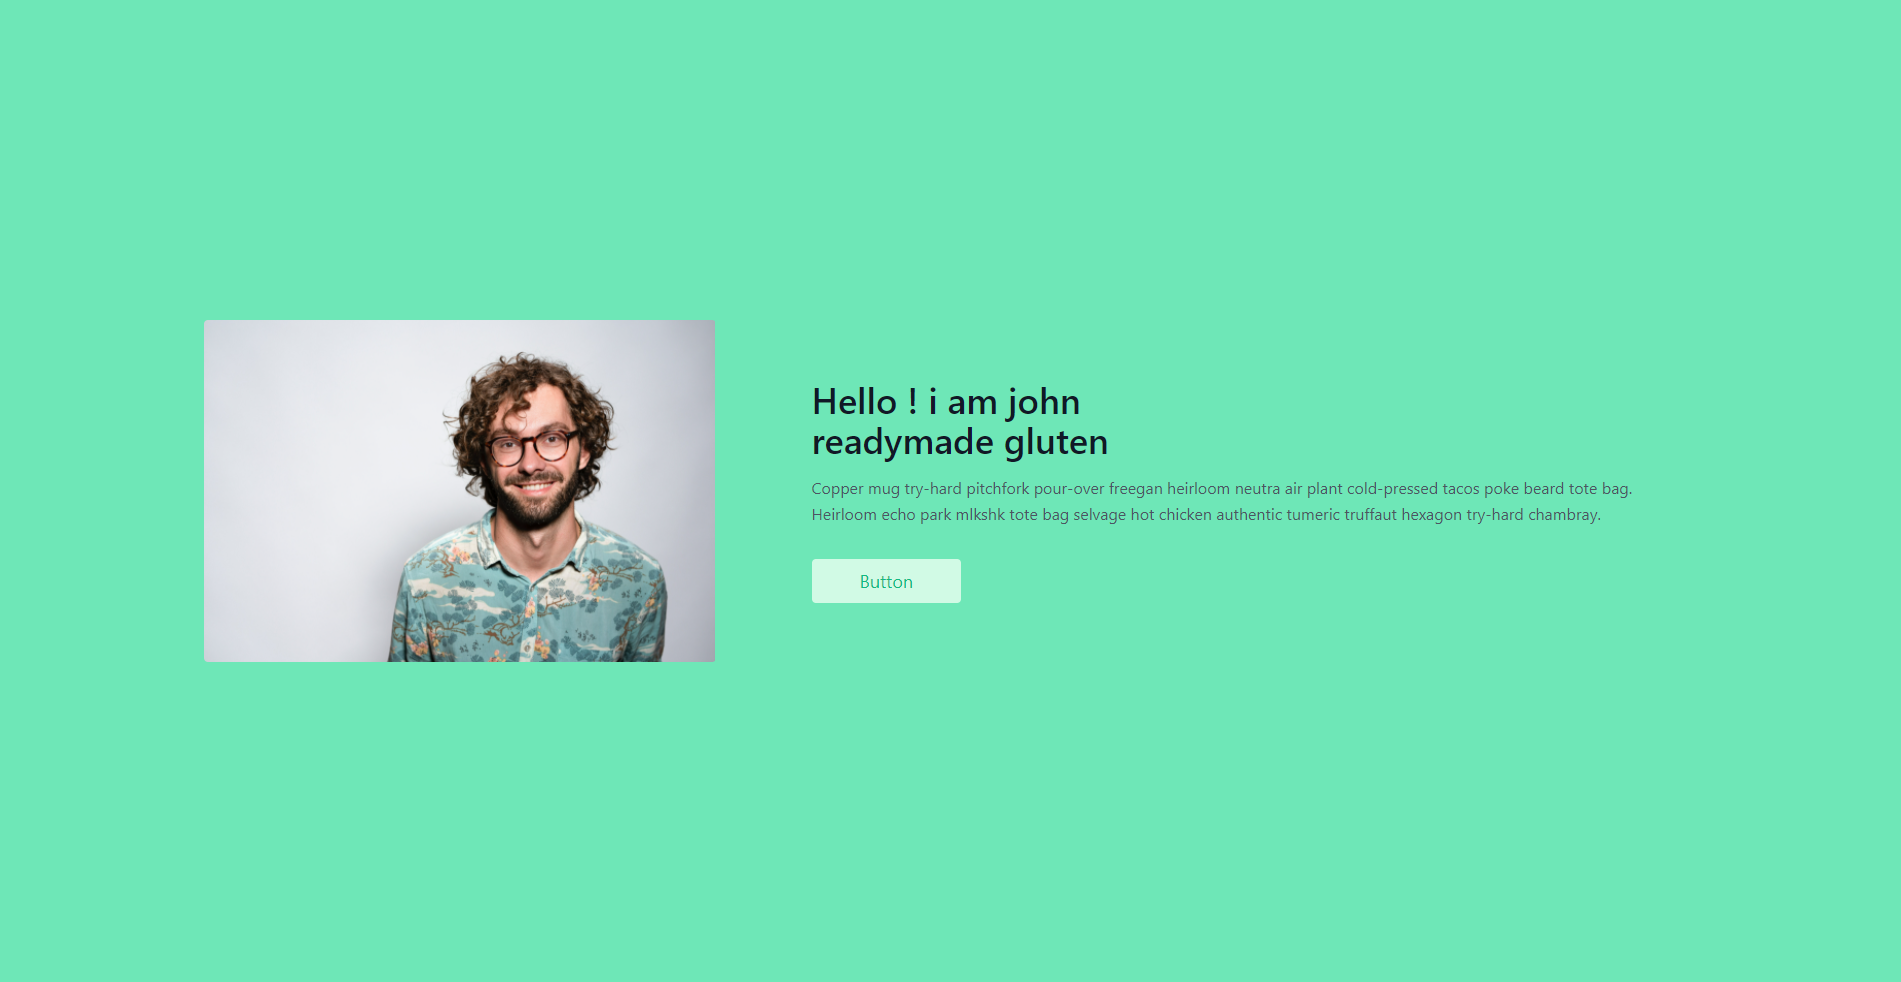 Hello ! i am john
readymade gluten
Copper mug try-hard pitchfork pour-over freegan heirloom neutra air plant cold-pressed tacos poke beard tote bag.
Heirloom echo park mlkshk tote bag selvage hot chicken authentic tumeric truffaut hexagon try-hard chambray.
Button